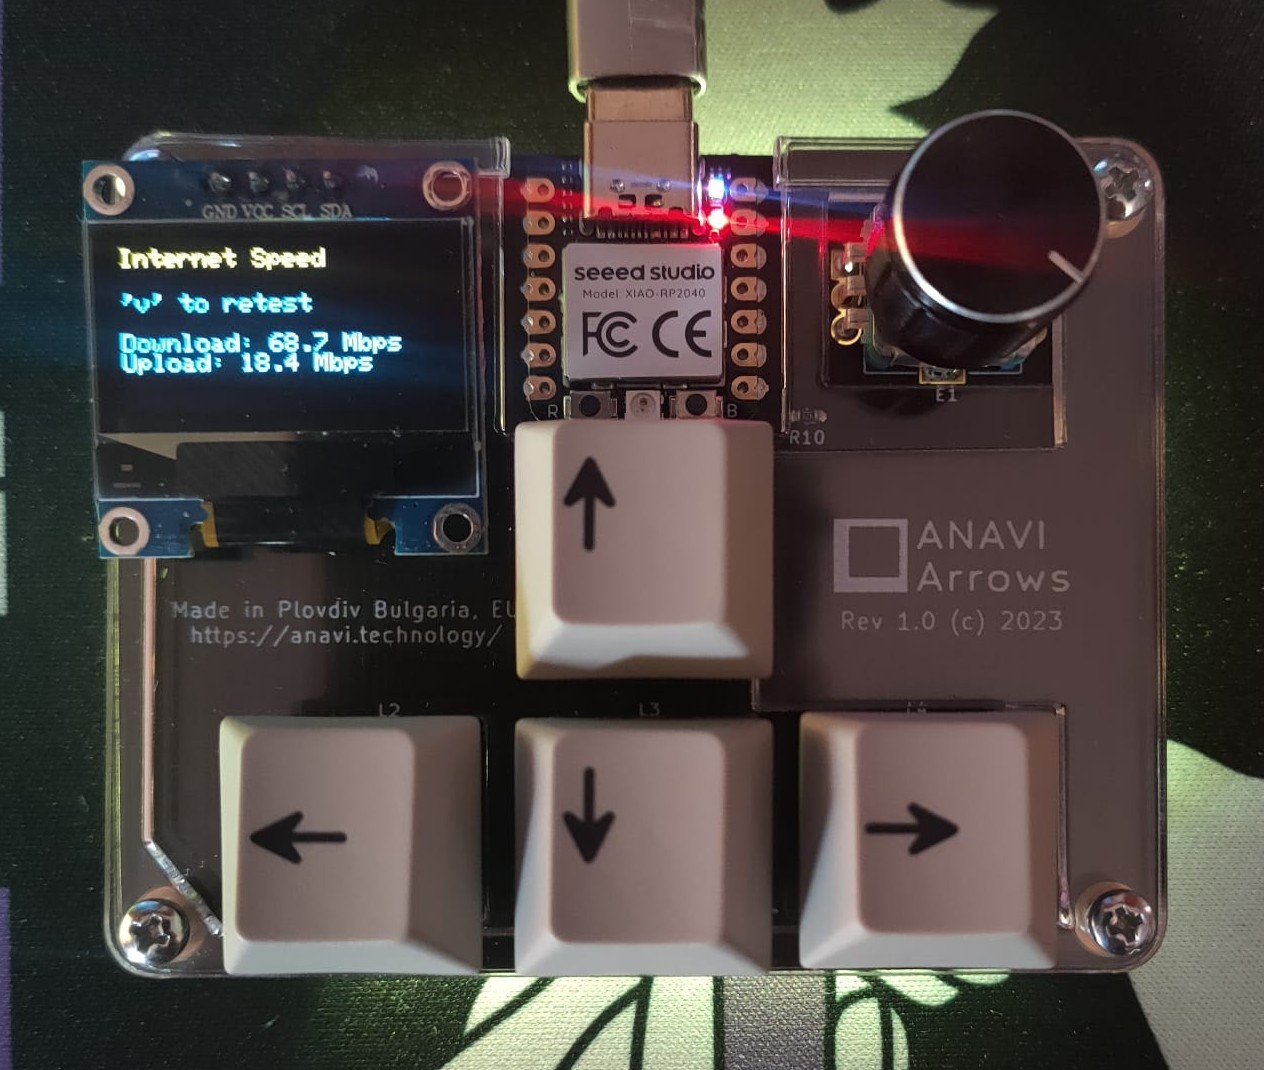 GND VCC SCL SDA
Internet Speed
'v' to retest
Download: 68.7 Mbps
Upload: 18.4 Mbps
seeed studio
Model XIAO-RP2040
FC CE
R
B
E1
R10
ANAVI
Arrows
Rev 1.0 (c) 2023
Made in Plovdiv Bulgaria, EU
https://anavi.technology/
L2
L3
L4